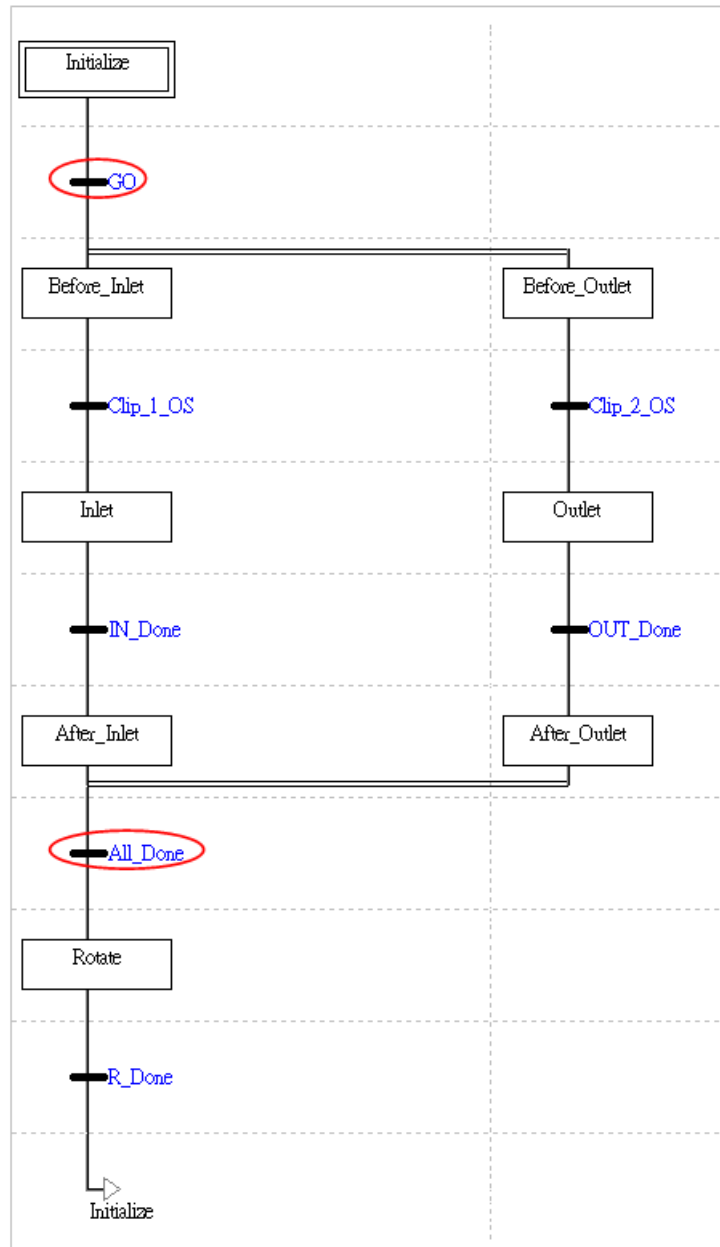 Initialize
GO
Before_Inlet Before_Outlet
Clip_1_OS Clip_2_OS
Inlet Outlet
IN_Done OUT_Done
After_Inlet After_Outlet
All_Done
Rotate
R_Done
Initialize